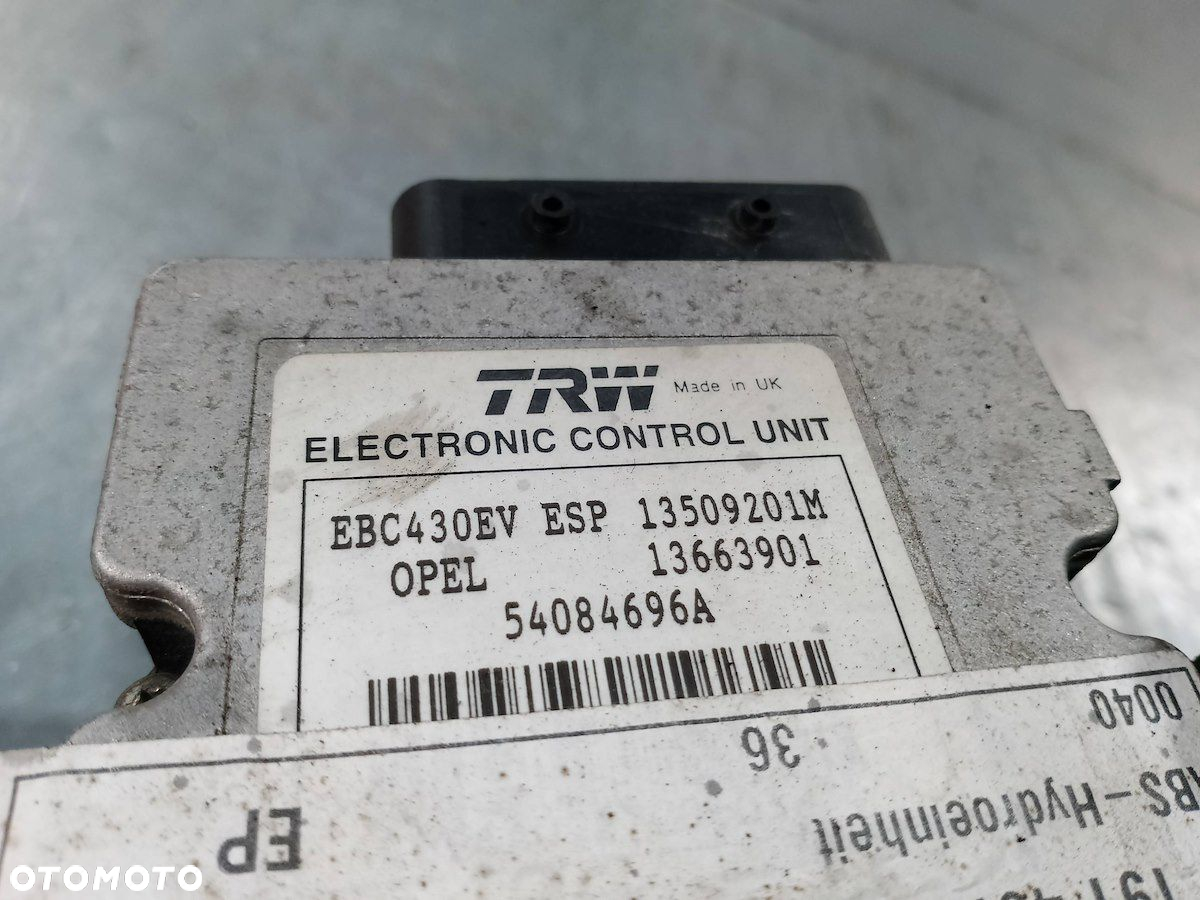 TRW Made in UK
ELECTRONIC CONTROL UNIT
EBC430EV ESP 13509201M
OPEL 13663901
54084696A
0040
36
ABS-Hydroeinheit
EP
OTOMOTO